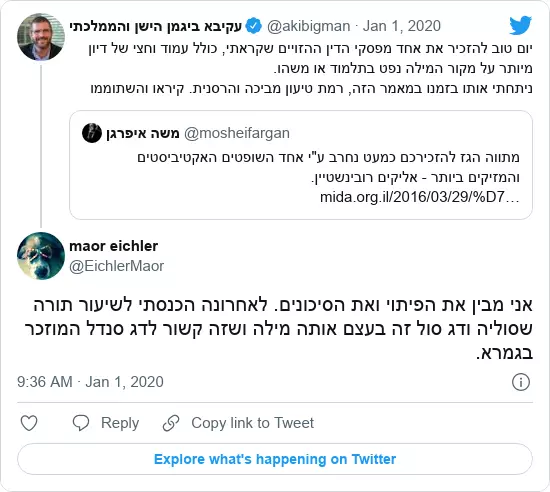 עקיבא ביגמן הישן והממלכתי @akibigman · Jan 1, 2020
יום טוב להזכיר את אחד מפסקי הדין ההזויים שקראתי, כולל עמוד וחצי של דיון
מיותר על מקור המילה נפט בתלמוד או משהו.
ניתחתי אותו בזמנו במאמר הזה, רמת טיעון מביכה והרסנית. קיראו והשתוממו
משה איפרגן @mosheifargan
מתווה הגז להזכירכם כמעט נחרב ע"י אחד השופטים האקטיביסטים
והמזיקים ביותר - אליקים רובינשטיין.
mida.org.il/2016/03/29/%D7…
maor eichler
@EichlerMaor
אני מבין את הפיתוי ואת הסיכונים. לאחרונה הכנסתי לשיעור תורה
שסוליה ודג סול זה בעצם אותה מילה ושזה קשור לדג סנדל המוזכר
בגמרא.
9:36 AM · Jan 1, 2020
Reply Copy link to Tweet
Explore what's happening on Twitter